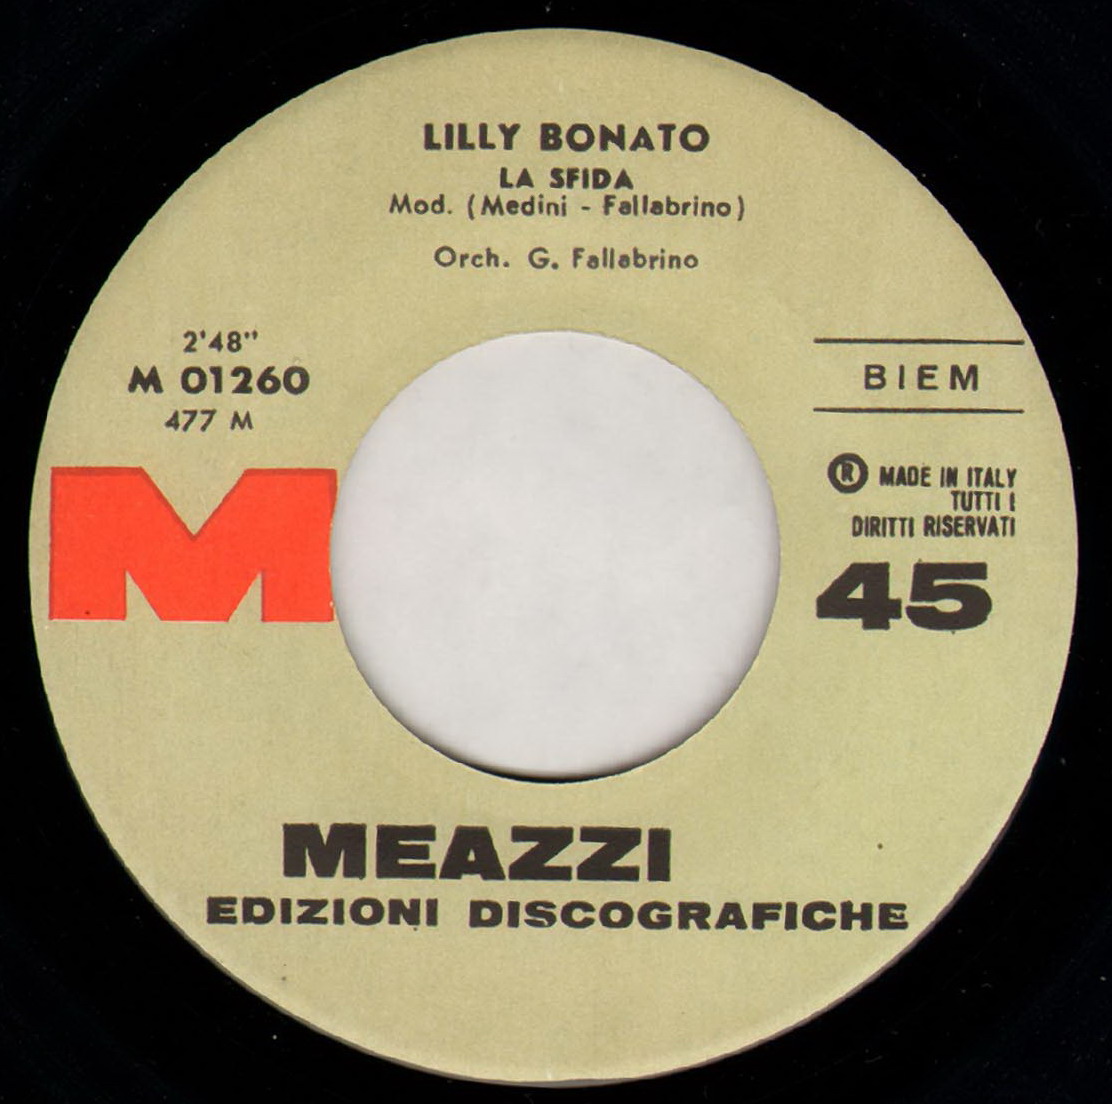 LILLY BONATO
LA SFIDA
Mod. (Medini - Fallabrino)
Orch. G. Fallabrino
2'48"
M 01260
477 M
BIEM
® MADE IN ITALY
TUTTI I
DIRITTI RISERVATI
M
45
MEAZZI
EDIZIONI DISCOGRAFICHE